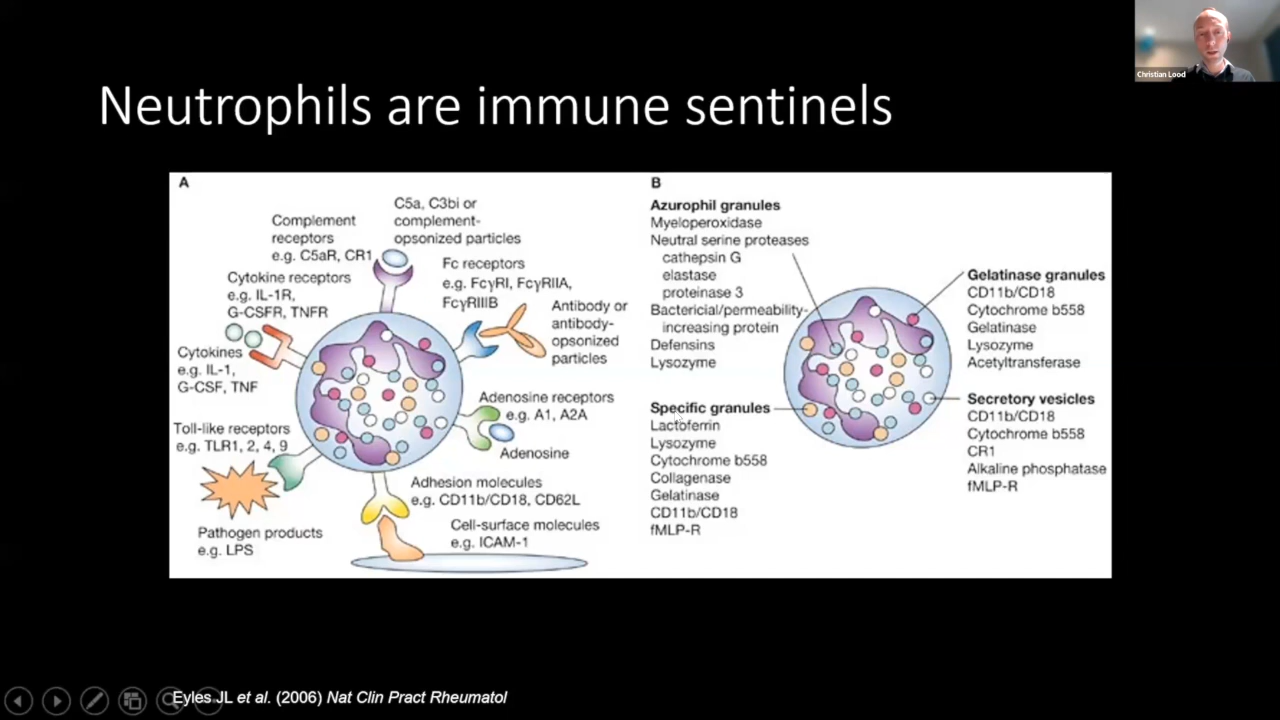 Christian Lood
Neutrophils are immune sentinels
A
Complement
receptors
e.g. C5aR, CR1
C5a, C3bi or
complement-
opsonized particles
Cytokine receptors
e.g. IL-1R,
G-CSFR, TNFR
Fc receptors
e.g. FcγRI, FcγRIIA,
FcγRIIIB
Antibody or
antibody-
opsonized
particles
Cytokines
e.g. IL-1,
G-CSF, TNF
Adenosine receptors
e.g. A1, A2A
Adenosine
Toll-like receptors
e.g. TLR1, 2, 4, 9
Adhesion molecules
e.g. CD11b/CD18, CD62L
Cell-surface molecules
e.g. ICAM-1
Pathogen products
e.g. LPS
B
Azurophil granules
Myeloperoxidase
Neutral serine proteases
cathepsin G
elastase
proteinase 3
Bactericial/permeability-
increasing protein
Defensins
Lysozyme
Specific granules
Lactoferrin
Lysozyme
Cytochrome b558
Collagenase
Gelatinase
CD11b/CD18
fMLP-R
Gelatinase granules
CD11b/CD18
Cytochrome b558
Gelatinase
Lysozyme
Acetyltransferase
Secretory vesicles
CD11b/CD18
Cytochrome b558
CR1
Alkaline phosphatase
fMLP-R
Eyles JL et al. (2006) Nat Clin Pract Rheumatol